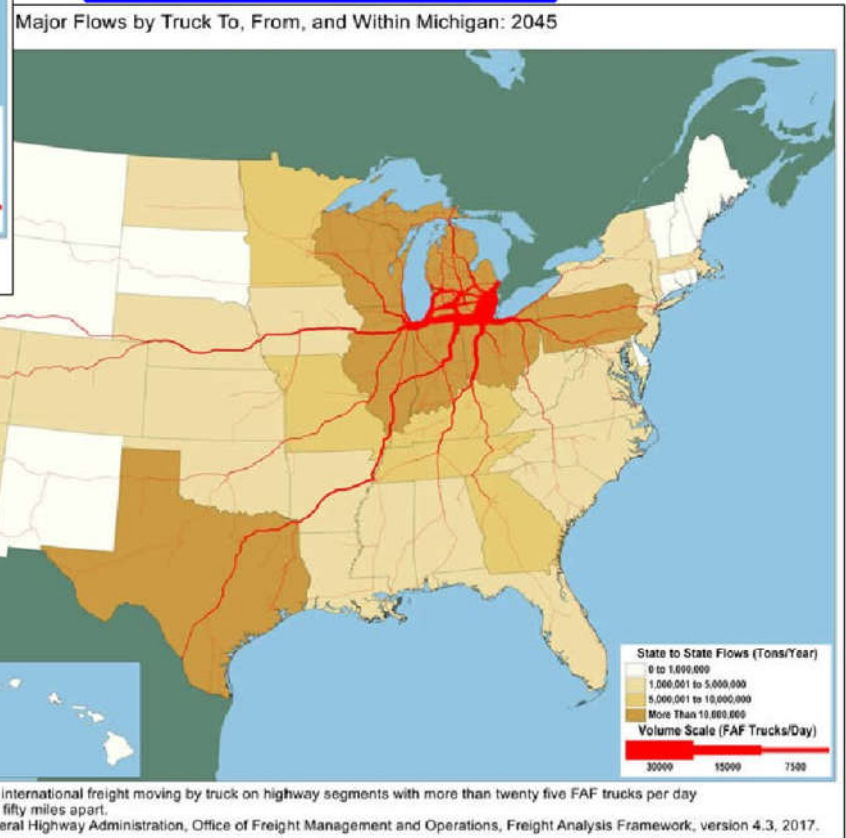 Major Flows by Truck To, From, and Within Michigan: 2045
State to State Flows (Tons/Year)
0 to 1,000,000
1,000,001 to 5,000,000
5,000,001 to 10,000,000
More Than 10,000,000
Volume Scale (FAF Trucks/Day)
30000 15000 7500
international freight moving by truck on highway segments with more than twenty five FAF trucks per day
fifty miles apart.
eral Highway Administration, Office of Freight Management and Operations, Freight Analysis Framework, version 4.3, 2017.